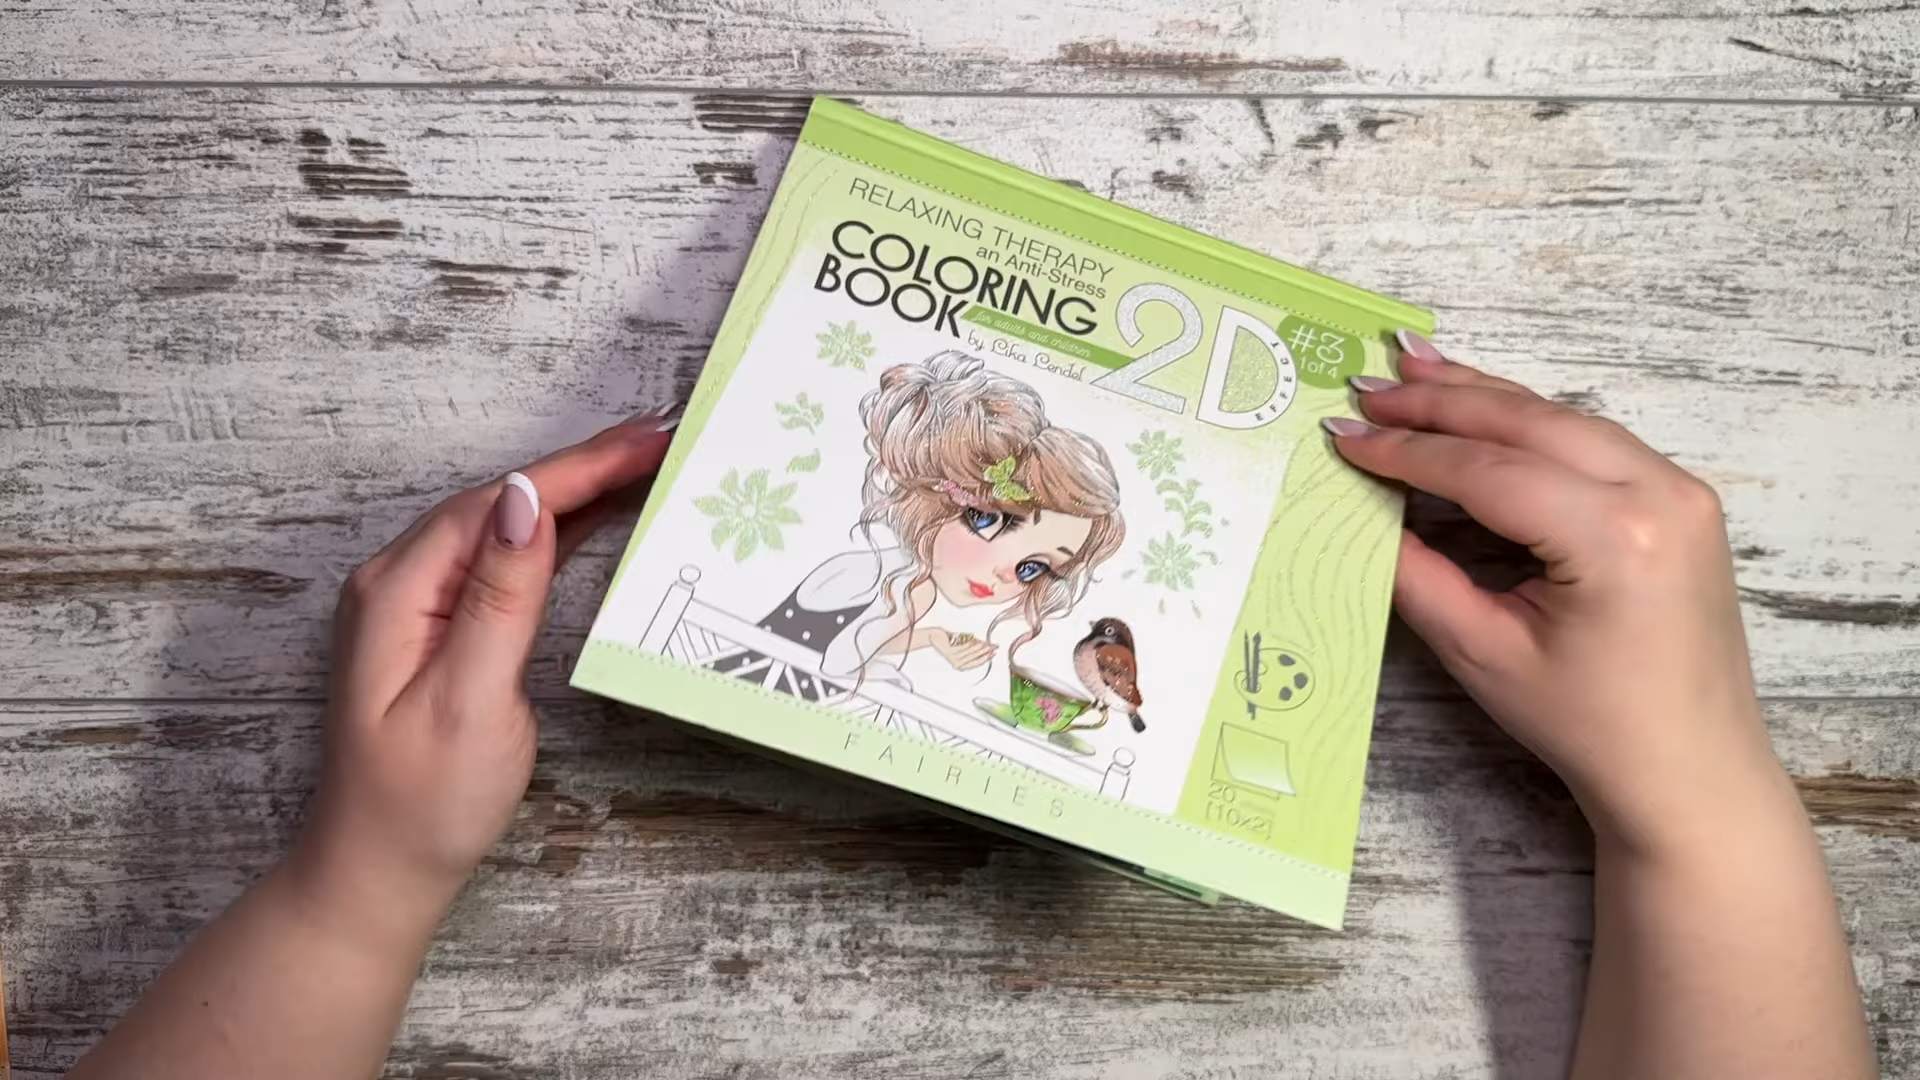 RELAXING THERAPY
an Anti-Stress
COLORING
BOOK
for adults and children
by Lika Lendel
2D
EFFECT
#3
1 of 4
20
[10x2]
FAIRIES